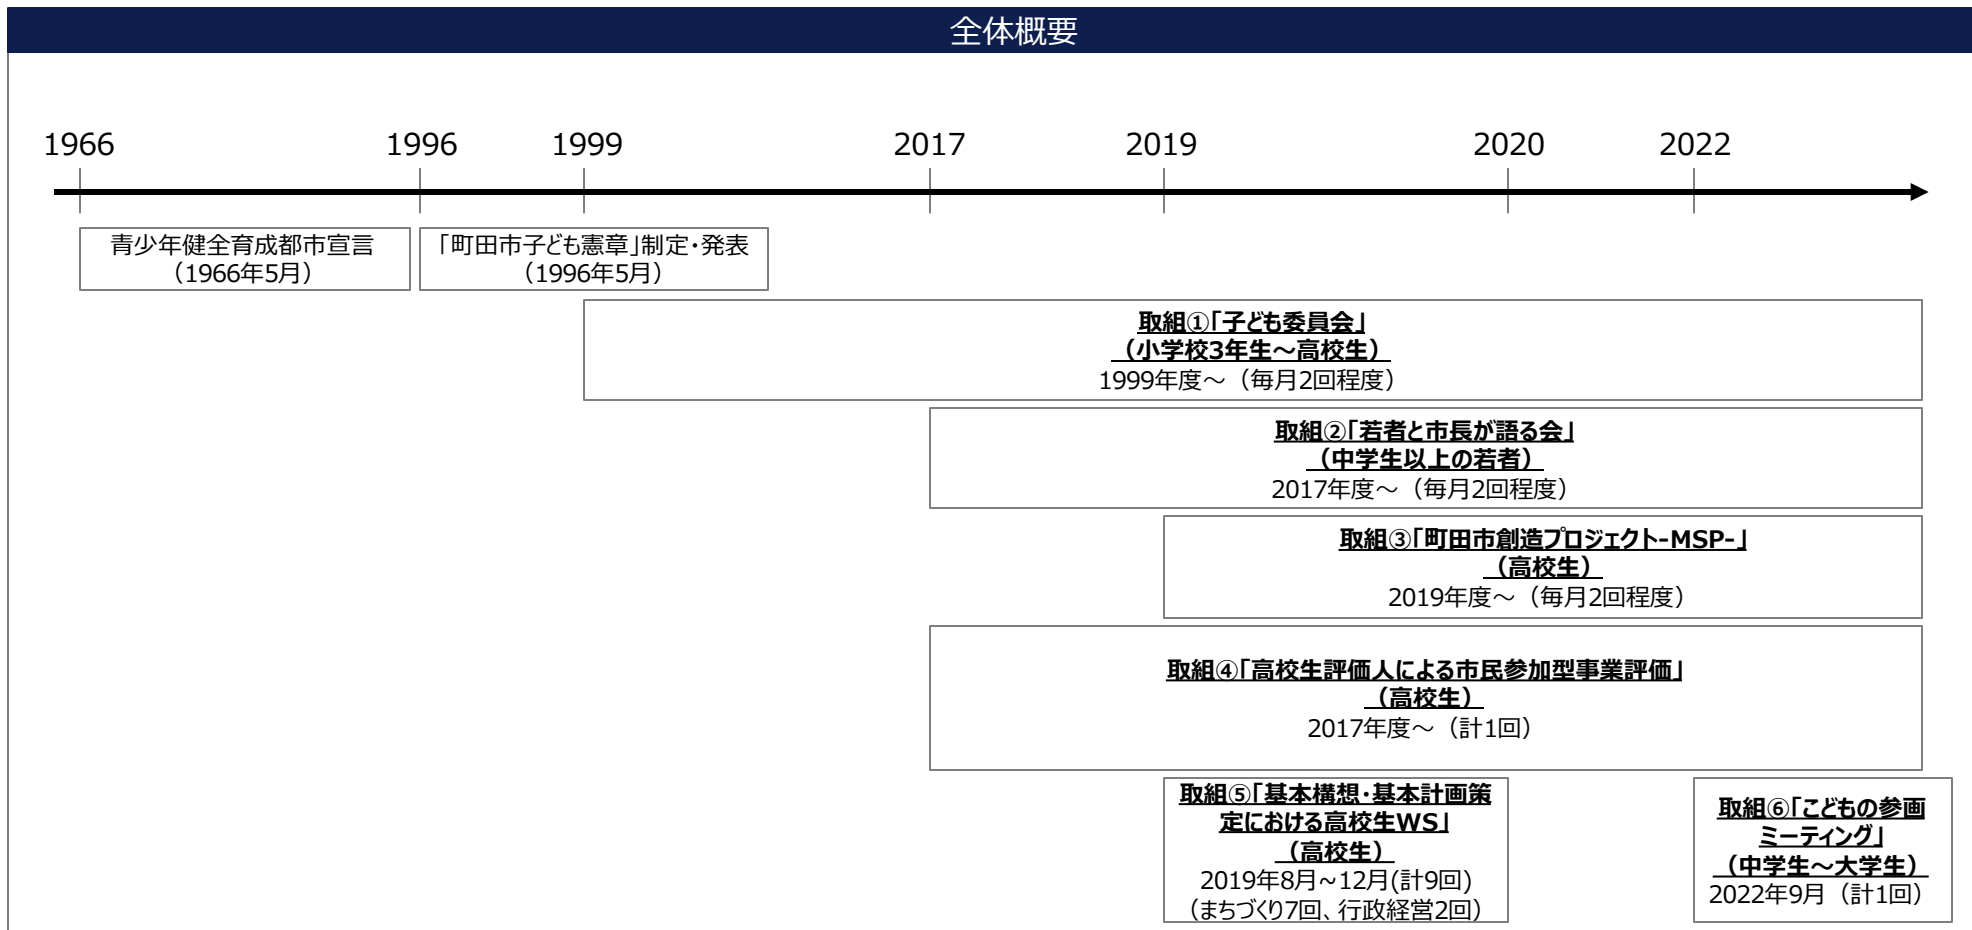 全体概要
1966
1996
1999
2017
2019
2020
2022
青少年健全育成都市宣言
（1966年5月）
「町田市子ども憲章」制定・発表
（1996年5月）
取組①「子ども委員会」
（小学校3年生～高校生）
1999年度～（毎月2回程度）
取組②「若者と市長が語る会」
（中学生以上の若者）
2017年度～（毎月2回程度）
取組③「町田市創造プロジェクト-MSP-」
（高校生）
2019年度～（毎月2回程度）
取組④「高校生評価人による市民参加型事業評価」
（高校生）
2017年度～（計1回）
取組⑤「基本構想・基本計画策
定における高校生WS」
（高校生）
2019年8月~12月(計9回)
（まちづくり7回、行政経営2回）
取組⑥「こどもの参画
ミーティング」
（中学生～大学生）
2022年9月（計1回）